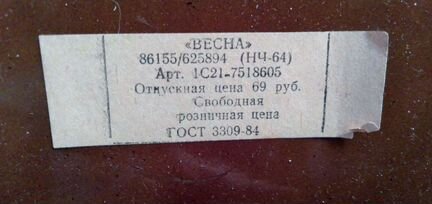 «ВЕСНА»
86155/625894 (НЧ-64)
Арт. 1С21-7518605
Отпускная цена 69 руб.
Свободная
розничная цена
ГОСТ 3309-84